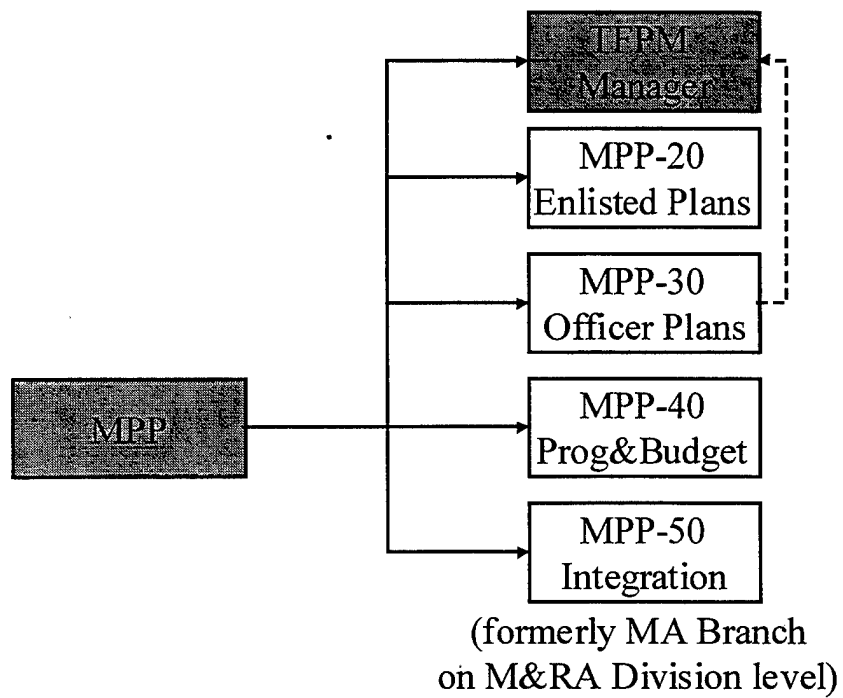 TFPM
Manager
MPP-20
Enlisted Plans
MPP-30
Officer Plans
MPP
MPP-40
Prog&Budget
MPP-50
Integration
(formerly MA Branch
on M&RA Division level)